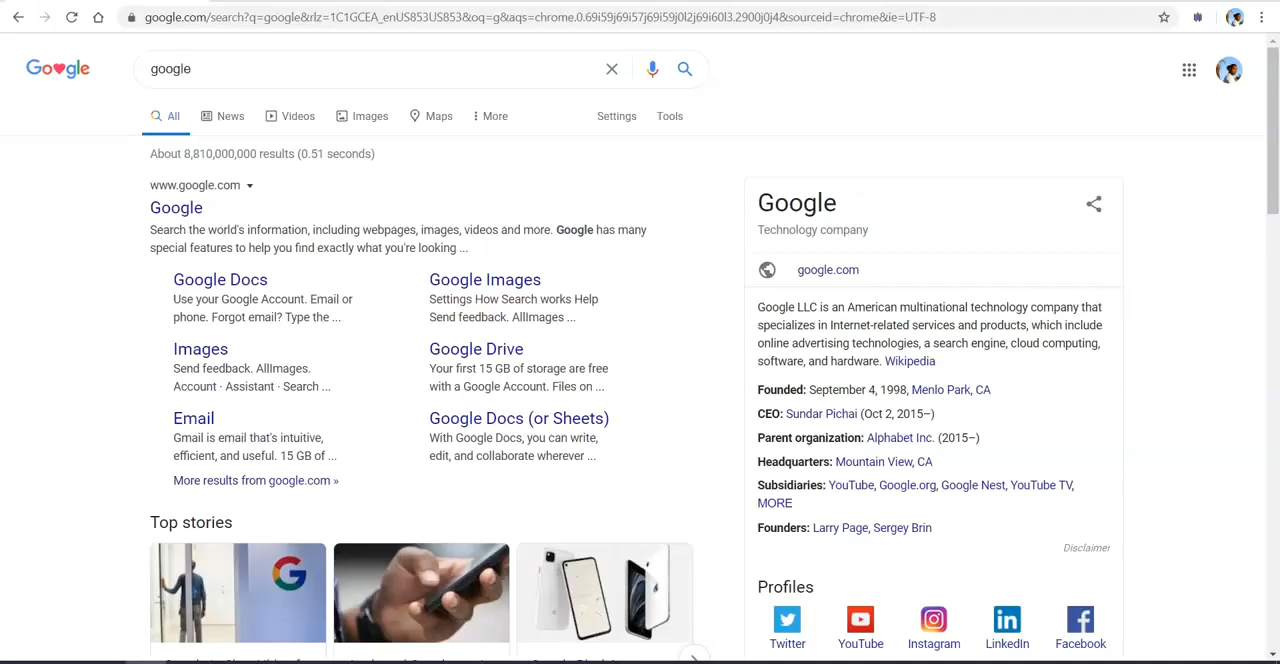 google.com/search?q=google&rlz=1C1GCEA_enUS853US853&oq=g&aqs=chrome.0.69i59j69i57j69i59j0l2j69i60l3.2900j0j4&sourceid=chrome&ie=UTF-8
Google
google
All
News
Videos
Images
Maps
More
Settings
Tools
About 8,810,000,000 results (0.51 seconds)
www.google.com
Google
Search the world's information, including webpages, images, videos and more. Google has many
special features to help you find exactly what you're looking ...
Google Docs
Use your Google Account. Email or
phone. Forgot email? Type the ...
Google Images
Settings How Search works Help
Send feedback. AllImages ...
Images
Send feedback. AllImages.
Account · Assistant · Search ...
Google Drive
Your first 15 GB of storage are free
with a Google Account. Files on ...
Email
Gmail is email that's intuitive,
efficient, and useful. 15 GB of ...
Google Docs (or Sheets)
With Google Docs, you can write,
edit, and collaborate wherever ...
More results from google.com »
Top stories
G
Google
Technology company
google.com
Google LLC is an American multinational technology company that
specializes in Internet-related services and products, which include
online advertising technologies, a search engine, cloud computing,
software, and hardware. Wikipedia
Founded: September 4, 1998, Menlo Park, CA
CEO: Sundar Pichai (Oct 2, 2015–)
Parent organization: Alphabet Inc. (2015–)
Headquarters: Mountain View, CA
Subsidiaries: YouTube, Google.org, Google Nest, YouTube TV,
MORE
Founders: Larry Page, Sergey Brin
Disclaimer
Profiles
Twitter
YouTube
Instagram
LinkedIn
Facebook